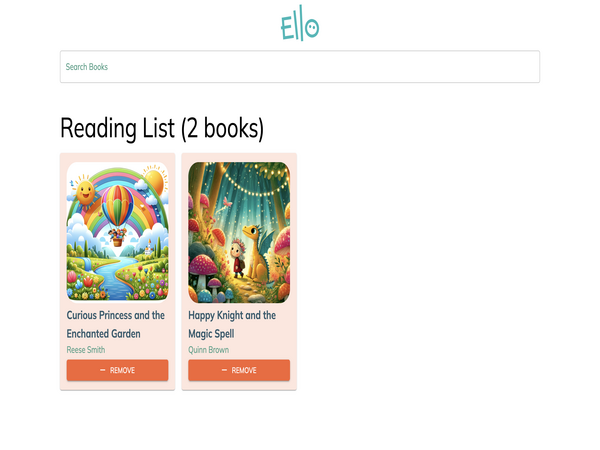 Ello
Search Books
Reading List (2 books)
Curious Princess and the
Enchanted Garden
Reese Smith
REMOVE
Happy Knight and the
Magic Spell
Quinn Brown
REMOVE